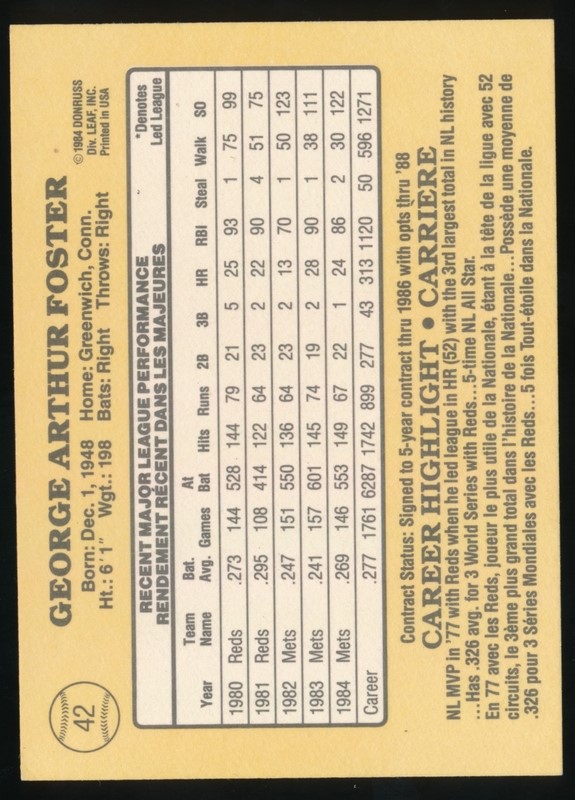 42
GEORGE ARTHUR FOSTER
Born: Dec. 1, 1948 Home: Greenwich, Conn.
Ht.: 6'1" Wgt.: 198 Bats: Right Throws: Right
©1984 DONRUSS
Div. LEAF, INC.
Printed in USA
RECENT MAJOR LEAGUE PERFORMANCE
RENDEMENT RÉCENT DANS LES MAJEURES
*Denotes
Led League
Year Team Name Bat. Avg. Games At Bat Hits Runs 2B 3B HR RBI Steal Walk SO
1980 Reds .273 144 528 144 79 21 5 25 93 1 75 99
1981 Reds .295 108 414 122 64 23 2 22 90 4 51 75
1982 Mets .247 151 550 136 64 23 2 13 70 1 50 123
1983 Mets .241 157 601 145 74 19 2 28 90 1 38 111
1984 Mets .269 146 553 149 67 22 1 24 86 2 30 122
Career .277 1761 6287 1742 899 277 43 313 1120 50 596 1271
Contract Status: Signed to 5-year contract thru 1986 with opts thru '88
CAREER HIGHLIGHT • CARRIERE
NL MVP in '77 with Reds when he led league in HR (52) with the 3rd largest total in NL history
...Has .326 avg. for 3 World Series with Reds...5-time NL All Star.
En 77 avec les Reds, joueur le plus utile de la Nationale, étant à la tête de la ligue avec 52
circuits, le 3ème plus grand total dans l'histoire de la Nationale...Possède une moyenne de
.326 pour 3 Séries Mondiales avec les Reds...5 fois Tout-étoile dans la Nationale.